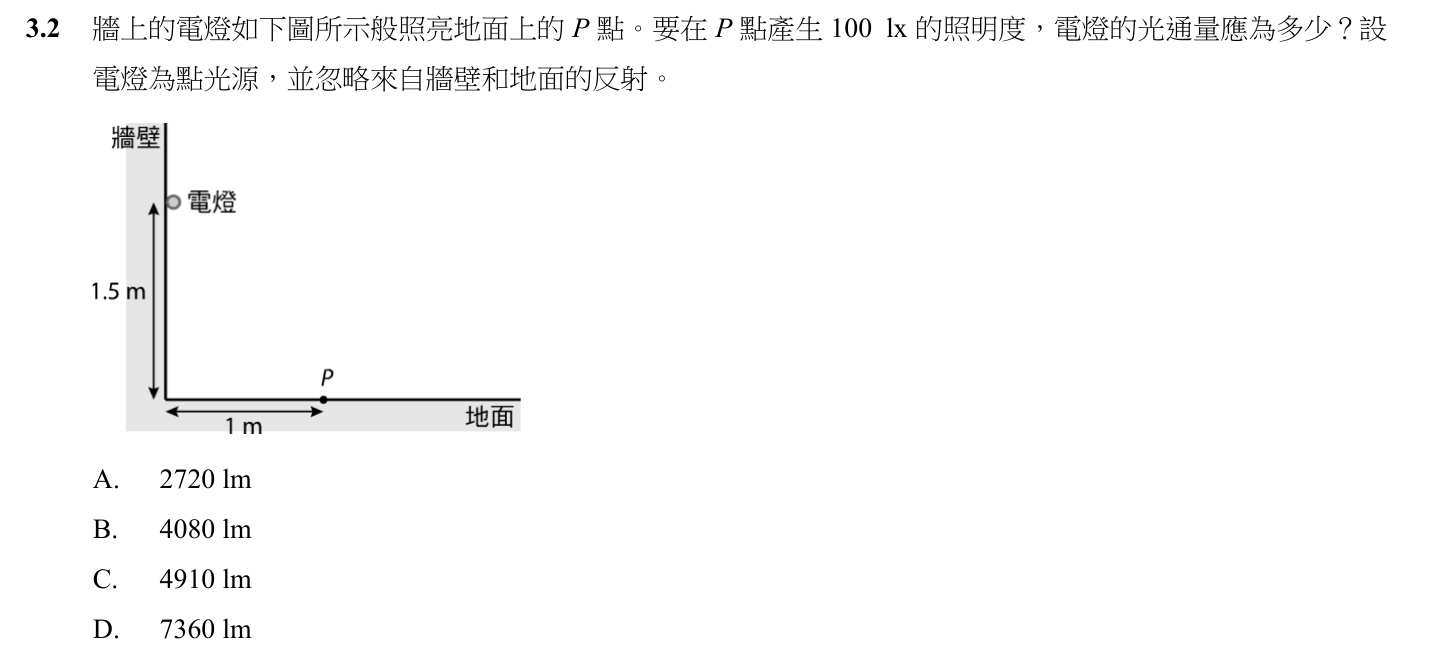 3.2 牆上的電燈如下圖所示般照亮地面上的 P 點。要在 P 點產生 100 lx 的照明度，電燈的光通量應為多少？設
電燈為點光源，並忽略來自牆壁和地面的反射。
牆壁
電燈
1.5 m
P
1 m
地面
A. 2720 lm
B. 4080 lm
C. 4910 lm
D. 7360 lm